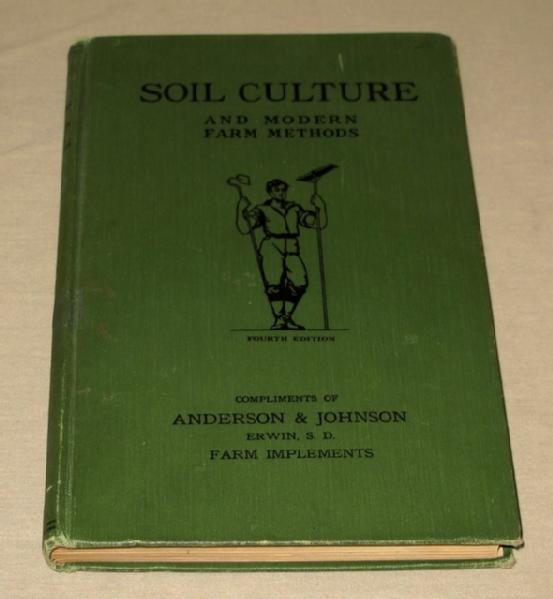 SOIL CULTURE
AND MODERN
FARM METHODS
FOURTH EDITION
COMPLIMENTS OF
ANDERSON & JOHNSON
ERWIN, S. D.
FARM IMPLEMENTS